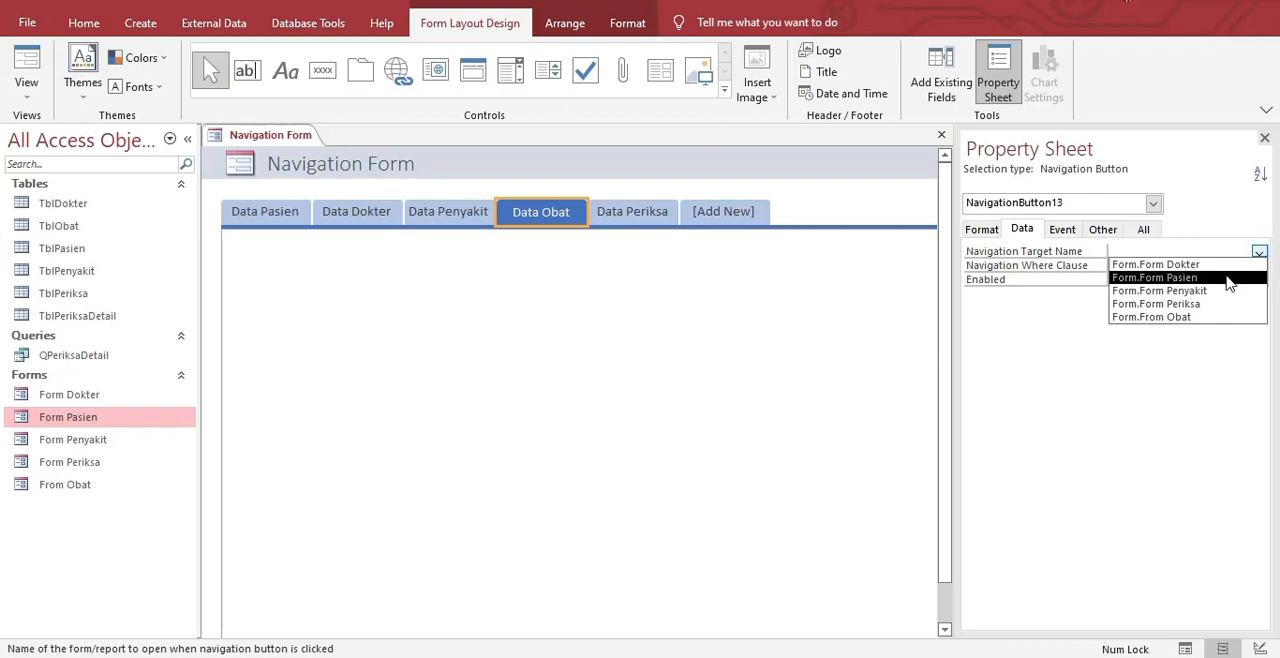 File Home Create External Data Database Tools Help Form Layout Design Arrange Format Tell me what you want to do
View
Views
Aa
Themes
Colors
Fonts
Themes
ab
Aa
xxxx
Controls
Insert
Image
Logo
Title
Date and Time
Header / Footer
Add Existing
Fields
Property
Sheet
Chart
Settings
Tools
All Access Obje...
Search...
Tables
TblDokter
TblObat
TblPasien
TblPenyakit
TblPeriksa
TblPeriksaDetail
Queries
QPeriksaDetail
Forms
Form Dokter
Form Pasien
Form Penyakit
Form Periksa
From Obat
Navigation Form
Navigation Form
Data Pasien Data Dokter Data Penyakit Data Obat Data Periksa [Add New]
Property Sheet
Selection type: Navigation Button
NavigationButton13
Format Data Event Other All
Navigation Target Name
Navigation Where Clause
Enabled
Form.Form Dokter
Form.Form Pasien
Form.Form Penyakit
Form.Form Periksa
Form.From Obat
Name of the form/report to open when navigation button is clicked
Num Lock